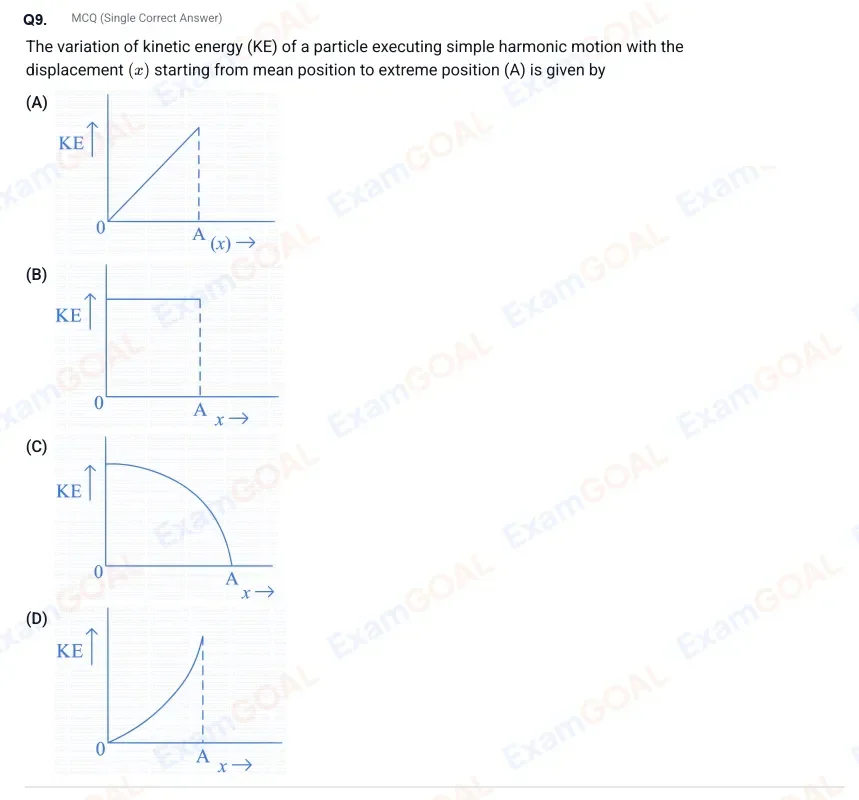 Q9. MCQ (Single Correct Answer)
The variation of kinetic energy (KE) of a particle executing simple harmonic motion with the
displacement (x) starting from mean position to extreme position (A) is given by
(A)
KE
0
A (x) →
(B)
KE
0
A x →
(C)
KE
0
A x →
(D)
KE
0
A x →
ExamGOAL